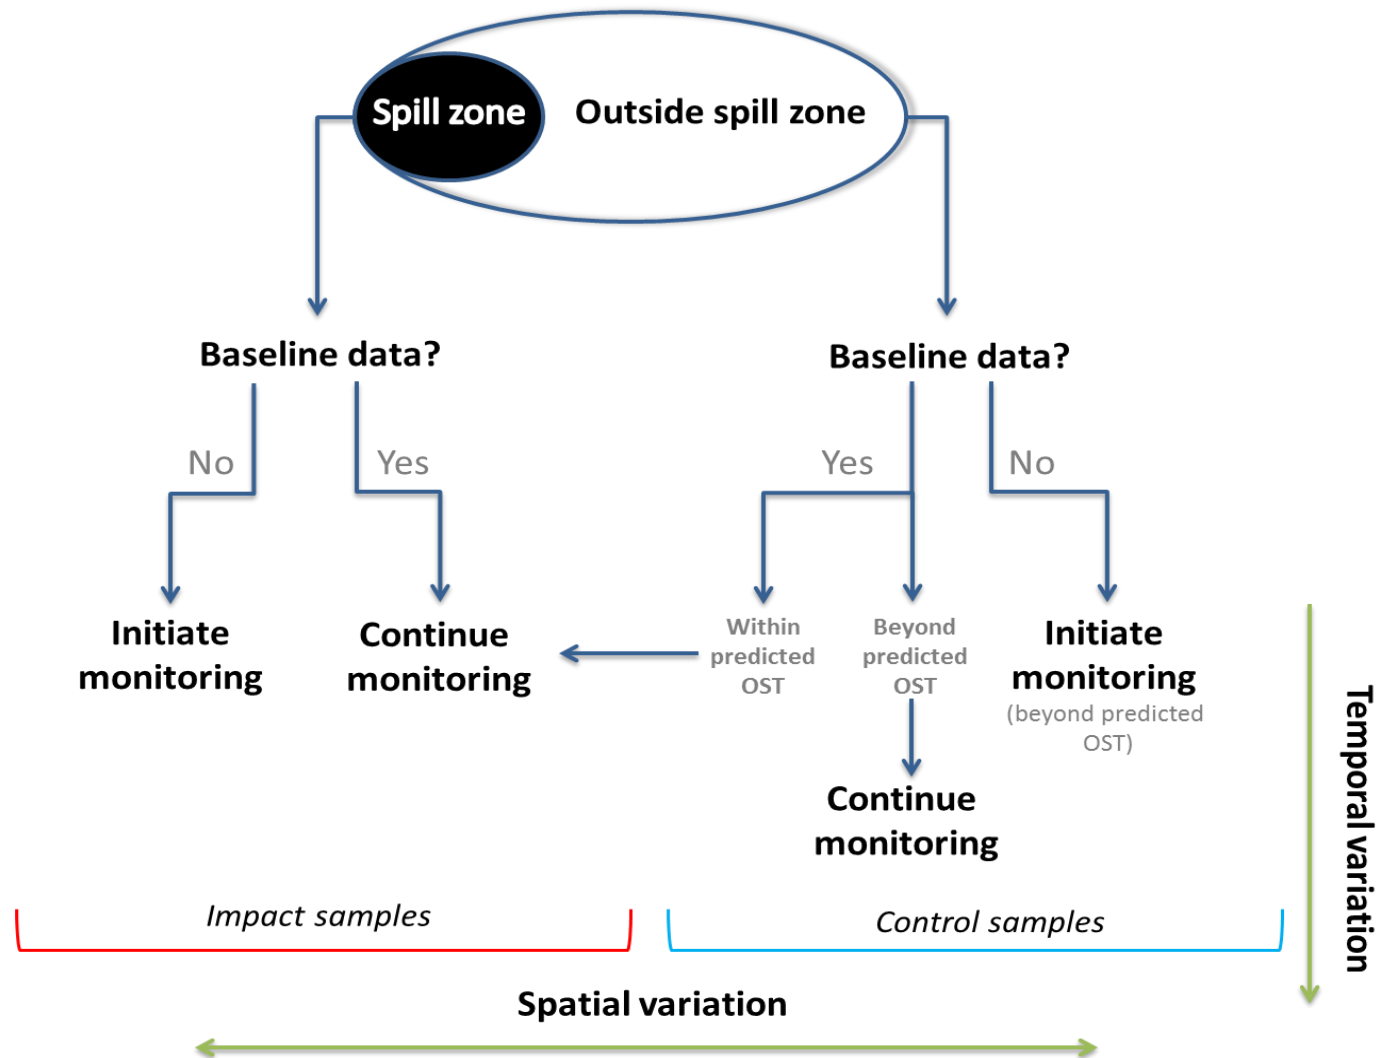 Spill zone
Outside spill zone
Baseline data?
Baseline data?
No
Yes
Yes
No
Initiate
monitoring
Continue
monitoring
Within
predicted
OST
Beyond
predicted
OST
Initiate
monitoring
(beyond predicted
OST)
Continue
monitoring
Temporal variation
Impact samples
Control samples
Spatial variation